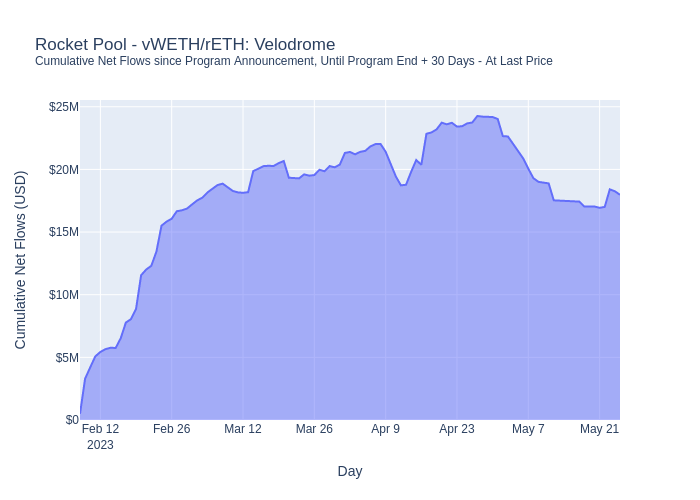 Rocket Pool - vWETH/rETH: Velodrome
Cumulative Net Flows since Program Announcement, Until Program End + 30 Days - At Last Price
Cumulative Net Flows (USD)
$25M
$20M
$15M
$10M
$5M
$0
Feb 12 Feb 26 Mar 12 Mar 26 Apr 9 Apr 23 May 7 May 21
2023
Day